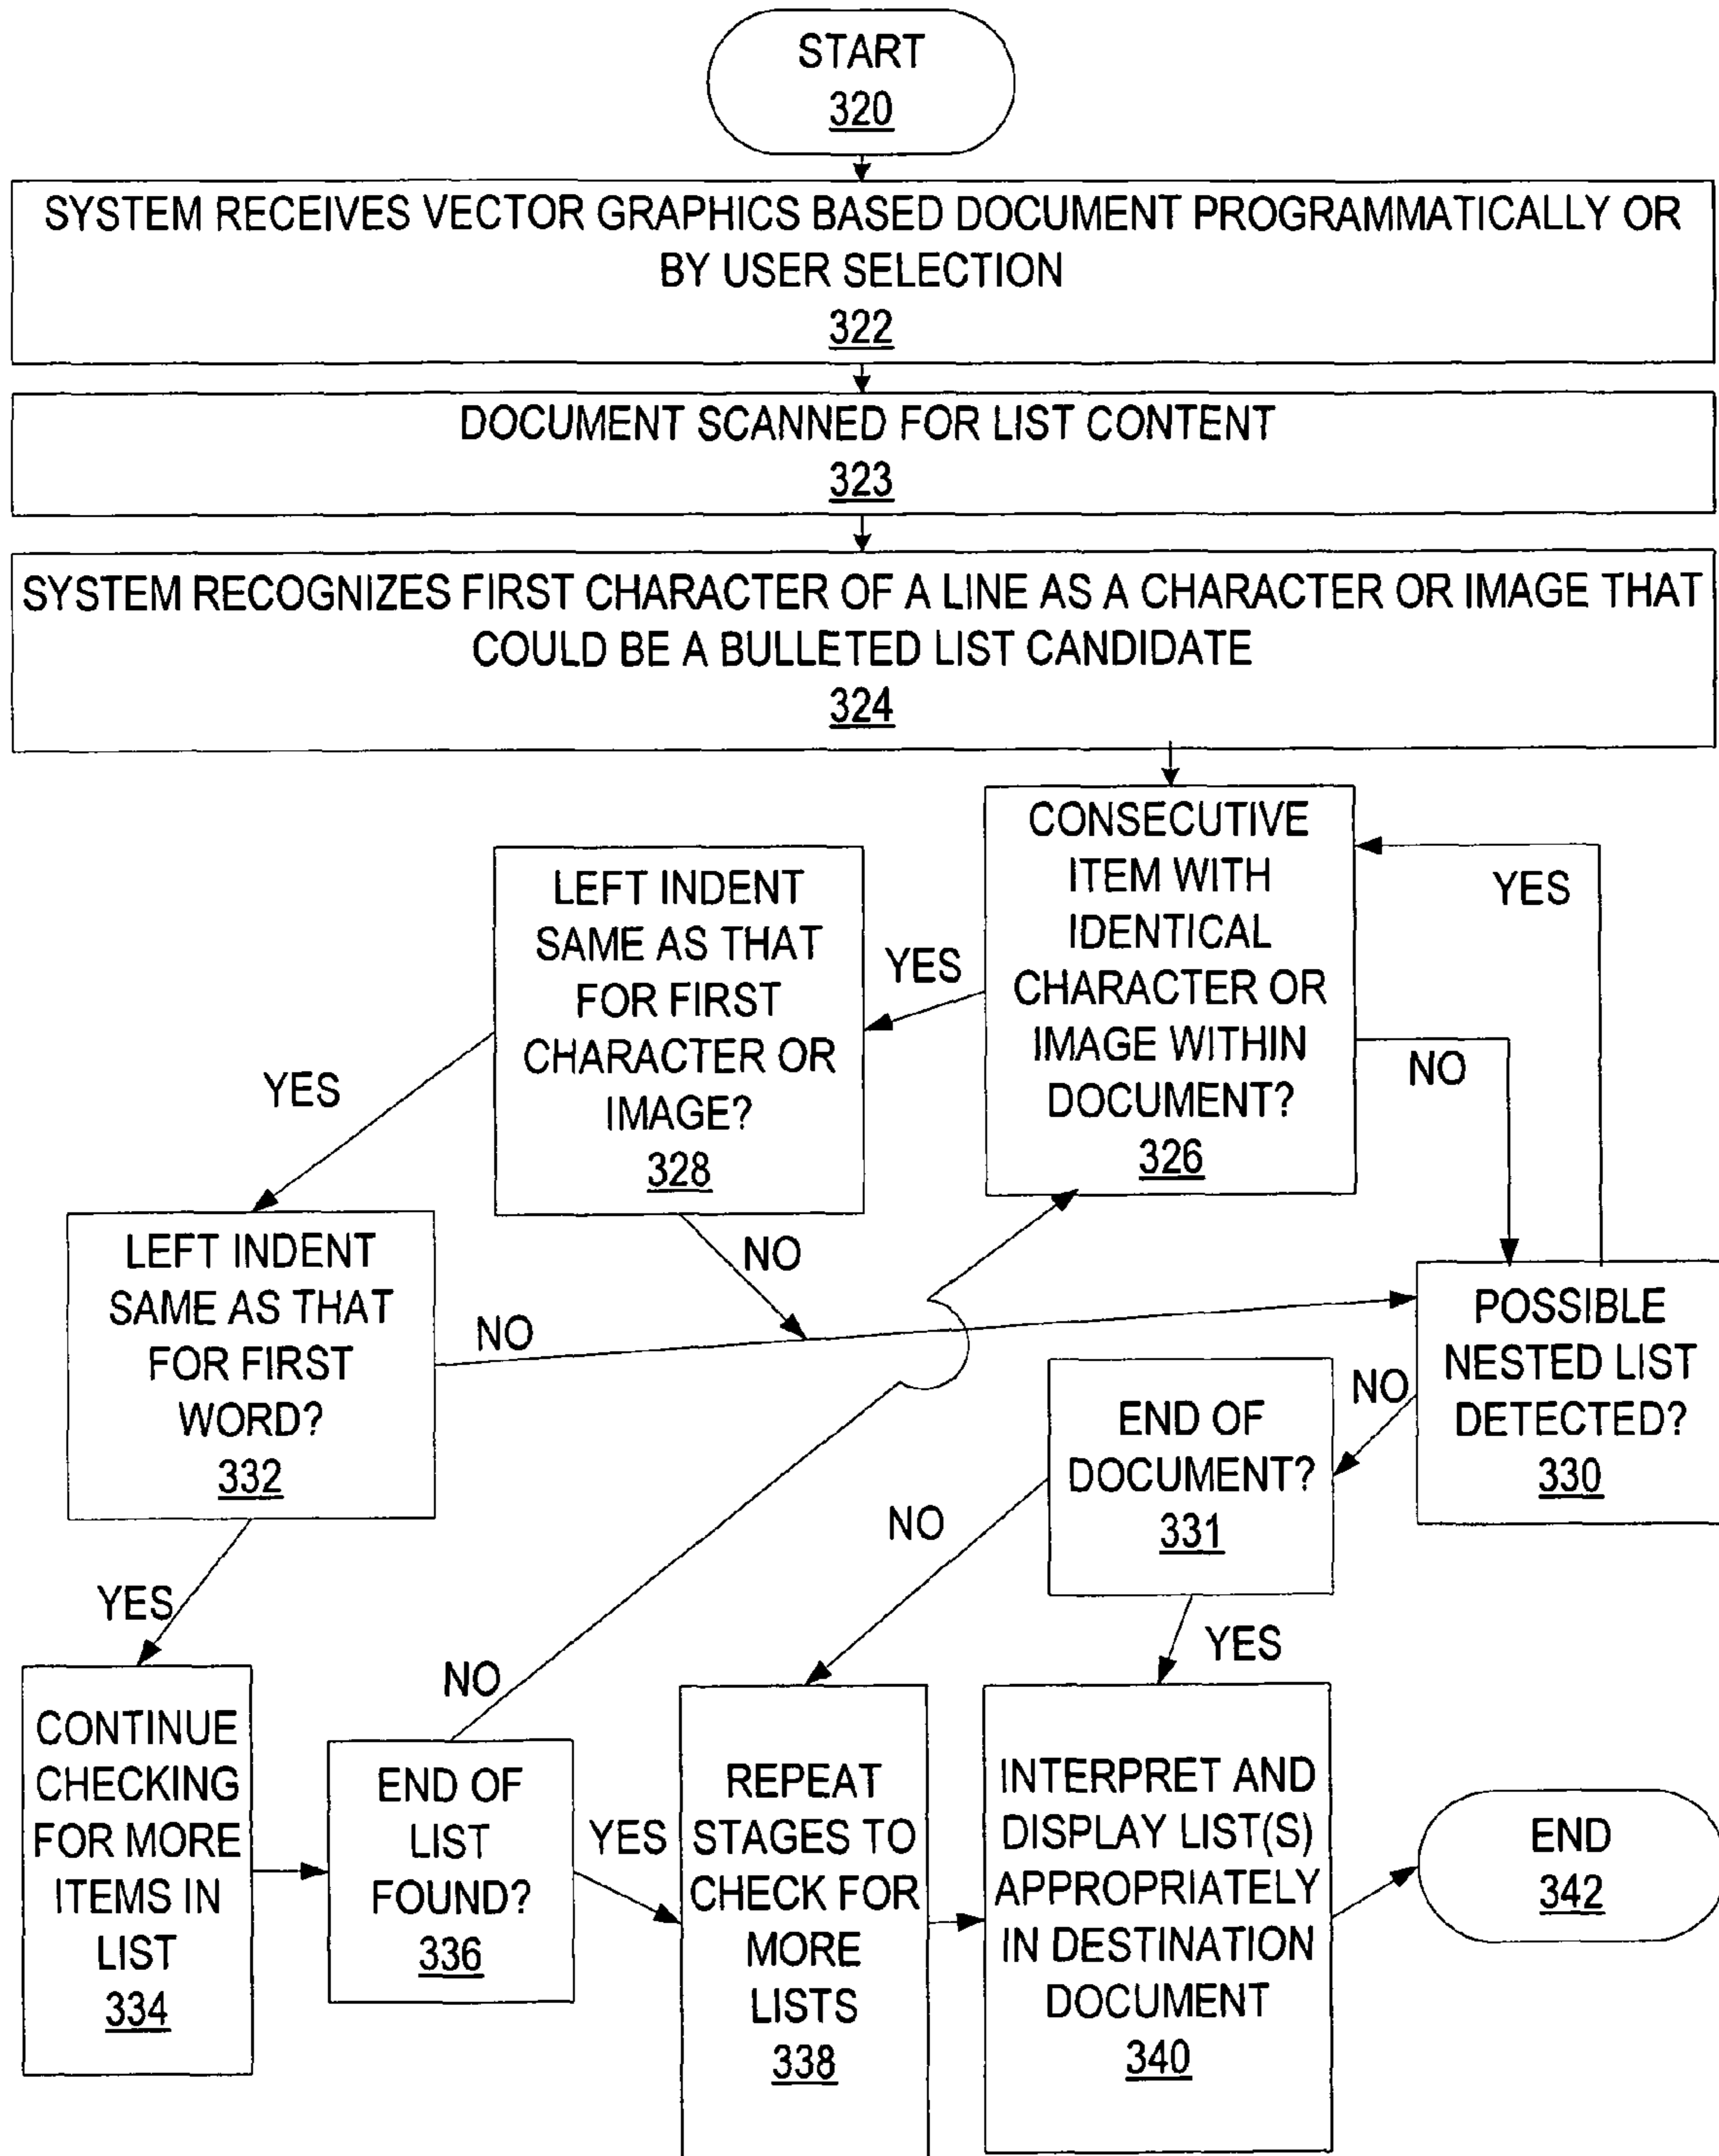 START
320
SYSTEM RECEIVES VECTOR GRAPHICS BASED DOCUMENT PROGRAMMATICALLY OR
BY USER SELECTION
322
DOCUMENT SCANNED FOR LIST CONTENT
323
SYSTEM RECOGNIZES FIRST CHARACTER OF A LINE AS A CHARACTER OR IMAGE THAT
COULD BE A BULLETED LIST CANDIDATE
324
CONSECUTIVE
ITEM WITH
IDENTICAL
CHARACTER OR
IMAGE WITHIN
DOCUMENT?
326
YES
NO
YES
LEFT INDENT
SAME AS THAT
FOR FIRST
CHARACTER OR
IMAGE?
328
YES
NO
LEFT INDENT
SAME AS THAT
FOR FIRST
WORD?
332
NO
YES
POSSIBLE
NESTED LIST
DETECTED?
330
NO
END OF
DOCUMENT?
331
NO
YES
CONTINUE
CHECKING
FOR MORE
ITEMS IN
LIST
334
END OF
LIST
FOUND?
336
NO
YES
REPEAT
STAGES TO
CHECK FOR
MORE
LISTS
338
INTERPRET AND
DISPLAY LIST(S)
APPROPRIATELY
IN DESTINATION
DOCUMENT
340
END
342